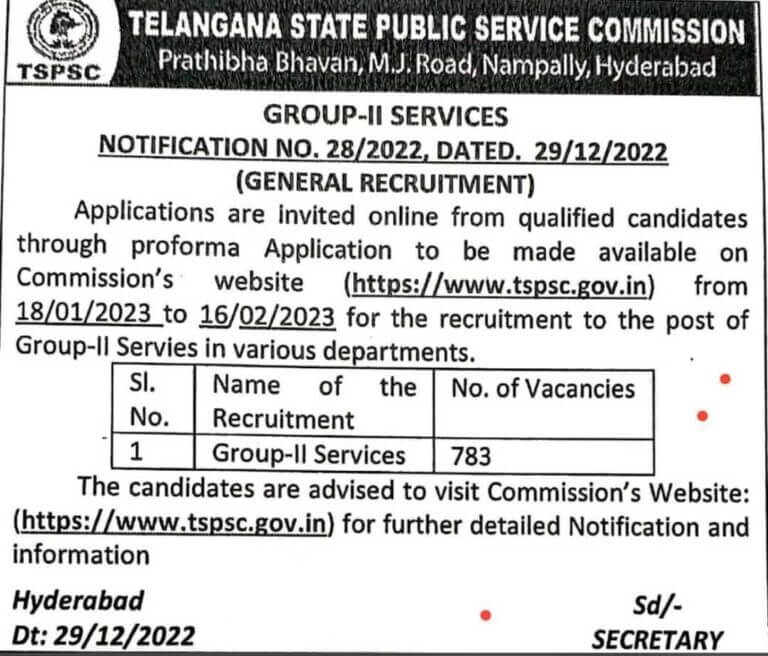 TSPSC
TELANGANA STATE PUBLIC SERVICE COMMISSION
Prathibha Bhavan, M.J. Road, Nampally, Hyderabad
GROUP-II SERVICES
NOTIFICATION NO. 28/2022, DATED. 29/12/2022
(GENERAL RECRUITMENT)
Applications are invited online from qualified candidates
through proforma Application to be made available on
Commission's website (https://www.tspsc.gov.in) from
18/01/2023 to 16/02/2023 for the recruitment to the post of
Group-II Servies in various departments.
Sl. Name of the No. of Vacancies
No. Recruitment
1 Group-II Services 783
The candidates are advised to visit Commission's Website:
(https://www.tspsc.gov.in) for further detailed Notification and
information
Hyderabad Sd/-
Dt: 29/12/2022 SECRETARY